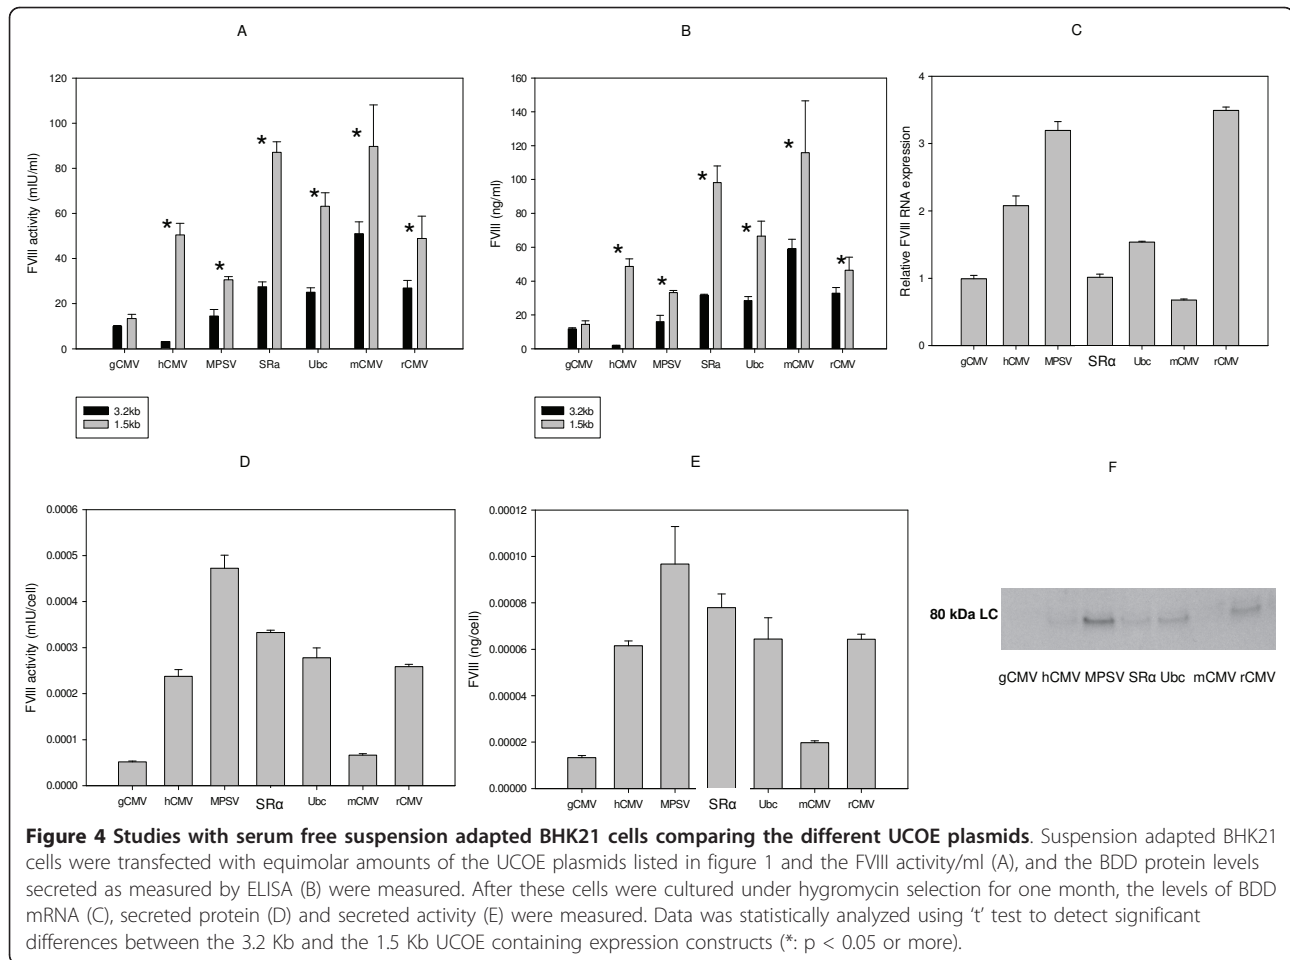 A
FVIII activity (mIU/ml)
120
100
80
60
40
20
0
*
*
*
*
*
*
gCMV hCMV MPSV SRa Ubc mCMV rCMV
3.2kb
1.5kb
B
FVIII (ng/ml)
160
140
120
100
80
60
40
20
0
*
*
*
*
*
*
gCMV hCMV MPSV SRa Ubc mCMV rCMV
3.2kb
1.5kb
C
Relative FVIII RNA expression
4
3
2
1
0
gCMV hCMV MPSV SRα Ubc mCMV rCMV
D
FVIII activity (mIU/cell)
0.0006
0.0005
0.0004
0.0003
0.0002
0.0001
0.0000
gCMV hCMV MPSV SRα Ubc mCMV rCMV
E
FVIII (ng/cell)
0.00012
0.00010
0.00008
0.00006
0.00004
0.00002
0.00000
gCMV hCMV MPSV SRα Ubc mCMV rCMV
F
80 kDa LC
gCMV hCMV MPSV SRα Ubc mCMV rCMV
Figure 4 Studies with serum free suspension adapted BHK21 cells comparing the different UCOE plasmids. Suspension adapted BHK21
cells were transfected with equimolar amounts of the UCOE plasmids listed in figure 1 and the FVIII activity/ml (A), and the BDD protein levels
secreted as measured by ELISA (B) were measured. After these cells were cultured under hygromycin selection for one month, the levels of BDD
mRNA (C), secreted protein (D) and secreted activity (E) were measured. Data was statistically analyzed using ‘t’ test to detect significant
differences between the 3.2 Kb and the 1.5 Kb UCOE containing expression constructs (*: p < 0.05 or more).